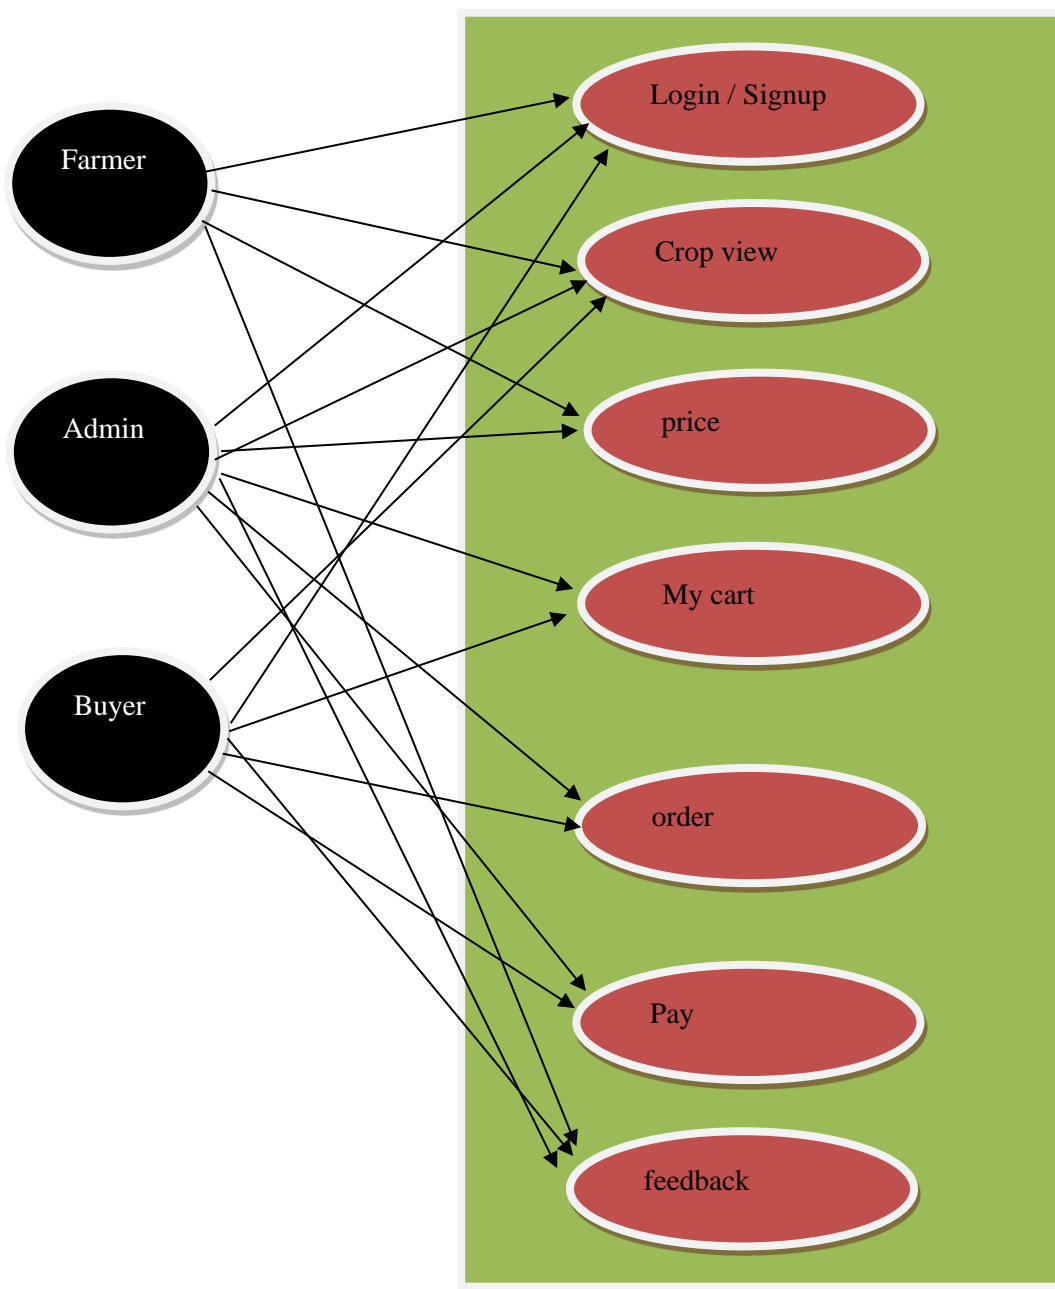 Farmer
Admin
Buyer
Login / Signup
Crop view
price
My cart
order
Pay
feedback